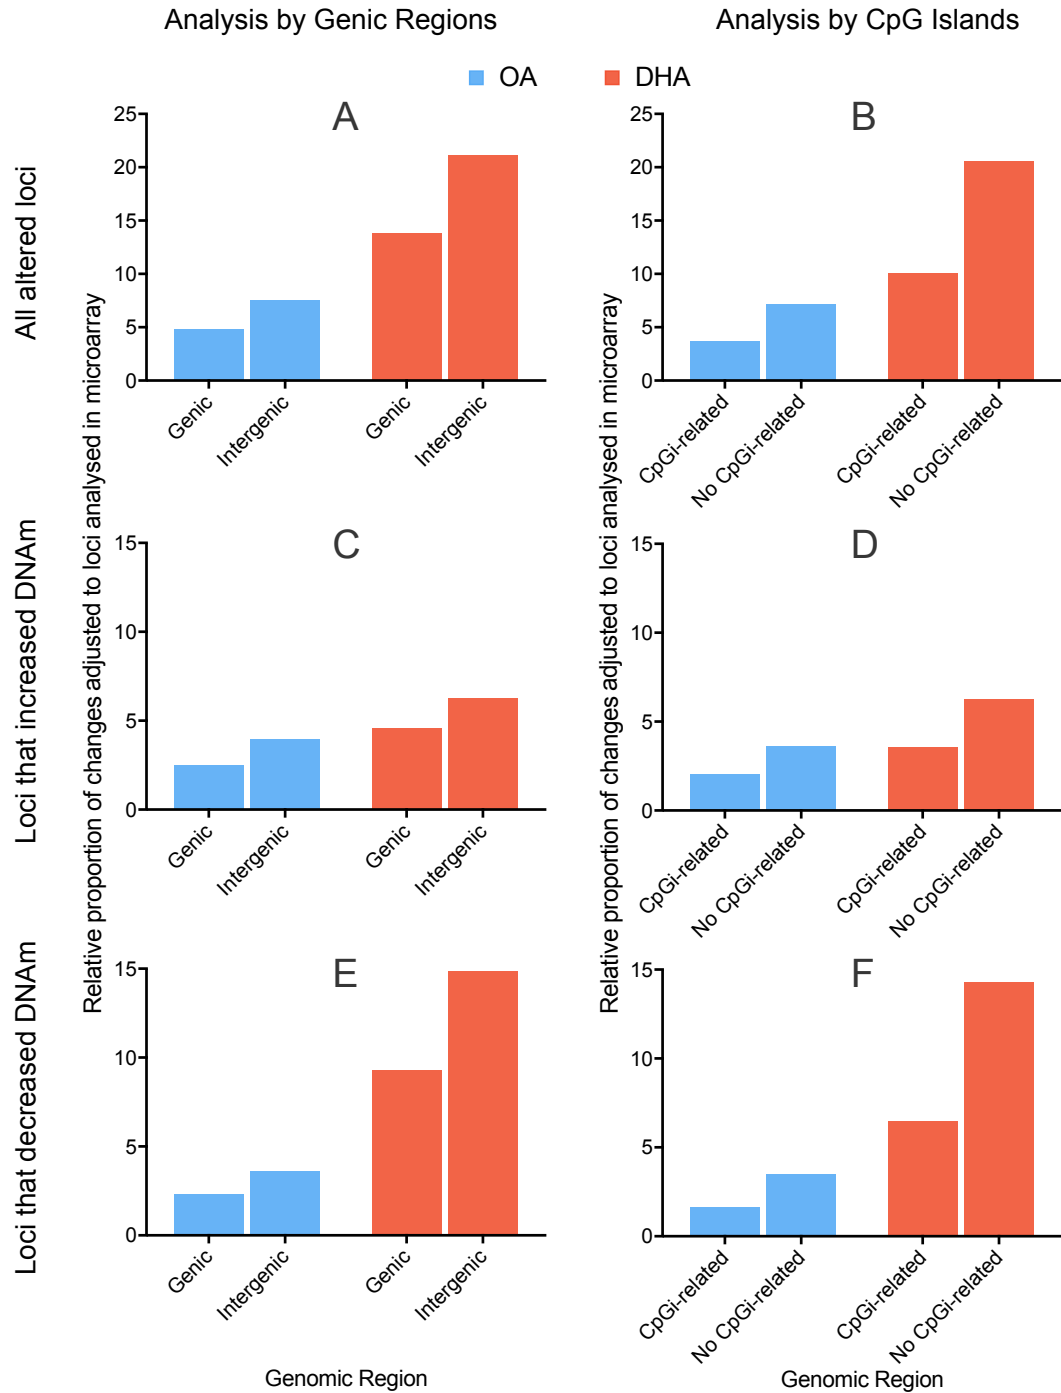 Analysis by Genic Regions
Analysis by CpG Islands
OA
DHA
All altered loci
Loci that increased DNAm
Loci that decreased DNAm
Relative proportion of changes adjusted to loci analysed in microarray
Relative proportion of changes adjusted to loci analysed in microarray
A
25
20
15
10
5
0
Genic
Intergenic
Genic
Intergenic
B
25
20
15
10
5
0
CpGi-related
No CpGi-related
CpGi-related
No CpGi-related
C
15
10
5
0
Genic
Intergenic
Genic
Intergenic
D
15
10
5
0
CpGi-related
No CpGi-related
CpGi-related
No CpGi-related
E
15
10
5
0
Genic
Intergenic
Genic
Intergenic
F
15
10
5
0
CpGi-related
No CpGi-related
CpGi-related
No CpGi-related
Genomic Region
Genomic Region